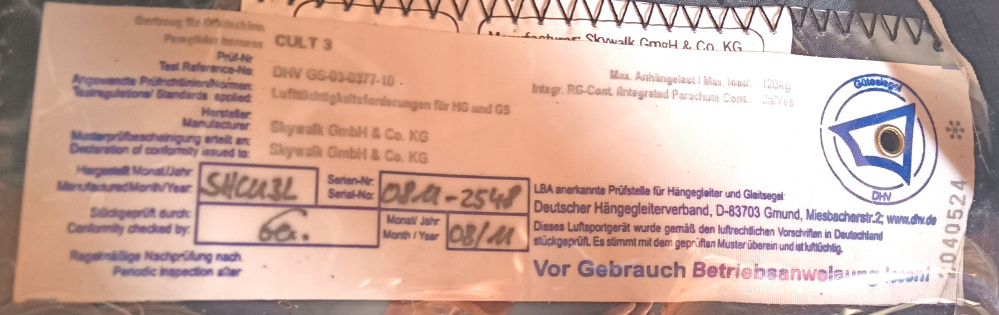 Manufacturer: Skywalk GmbH & Co. KG
Gurtzeug für Gleitschirm
Paraglider harness CULT 3
Prüf-Nr
Test Reference-No: DHV GS-03-0377-10
Max. Anhängelast / Max. load: 120kg
Integr. RG-Cont. (Integrated Parachute Cont.: Ja/Yes
Angewandte Prüfrichtlinien/Normen:
Testregulations/ Standards applied: Lufttüchtigkeitsforderungen für HG und GS
Hersteller
Manufacturer: Skywalk GmbH & Co. KG
Musterprüfbescheinigung erteilt an:
Declaration of conformity issued to: Skywalk GmbH & Co. KG
Hergestellt Monat/Jahr:
Manufactured Month/Year: SHCU3L
Serien-Nr:
Serial-No: 0811-2548
Stückgeprüft durch:
Conformity checked by:
Monat/ Jahr
Month / Year 08/11
Regelmäßige Nachprüfung nach
Periodic inspection after
LBA anerkannte Prüfstelle für Hängegleiter und Gleitsegel:
Deutscher Hängegleiterverband, D-83703 Gmund, Miesbacherstr.2; www.dhv.de
Dieses Luftsportgerät wurde gemäß den luftrechtlichen Vorschriften in Deutschland
stückgeprüft. Es stimmt mit dem geprüften Muster überein und ist lufttüchtig.
Vor Gebrauch Betriebsanweisung lesen!
Gütesiegel
DHV
040524 *